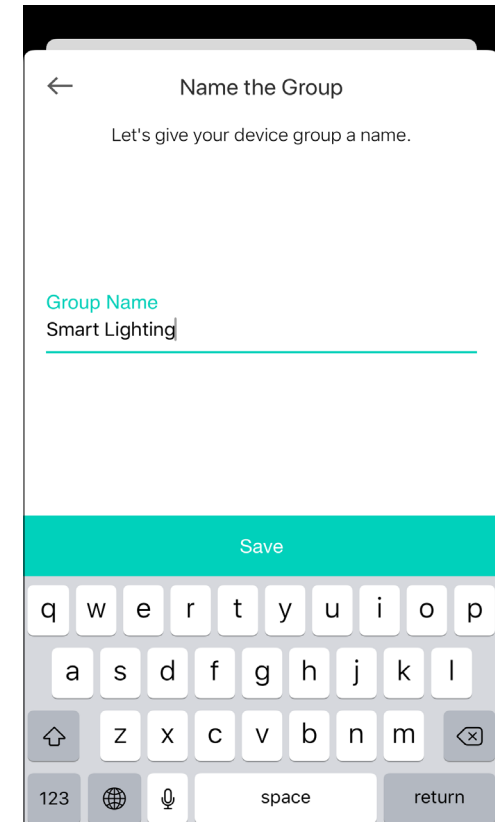 Name the Group
Let's give your device group a name.
Group Name
Smart Lighting
Save
q w e r t y u i o p
a s d f g h j k l
z x c v b n m
123 space return